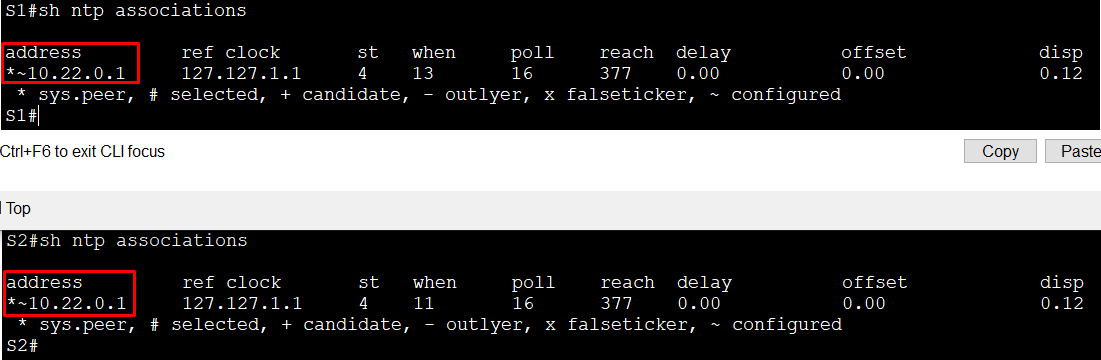 S1#sh ntp associations
address ref clock st when poll reach delay offset disp
*~10.22.0.1 127.127.1.1 4 13 16 377 0.00 0.00 0.12
* sys.peer, # selected, + candidate, - outlyer, x falseticker, ~ configured
S1#
Ctrl+F6 to exit CLI focus Copy Paste
Top
S2#sh ntp associations
address ref clock st when poll reach delay offset disp
*~10.22.0.1 127.127.1.1 4 11 16 377 0.00 0.00 0.12
* sys.peer, # selected, + candidate, - outlyer, x falseticker, ~ configured
S2#